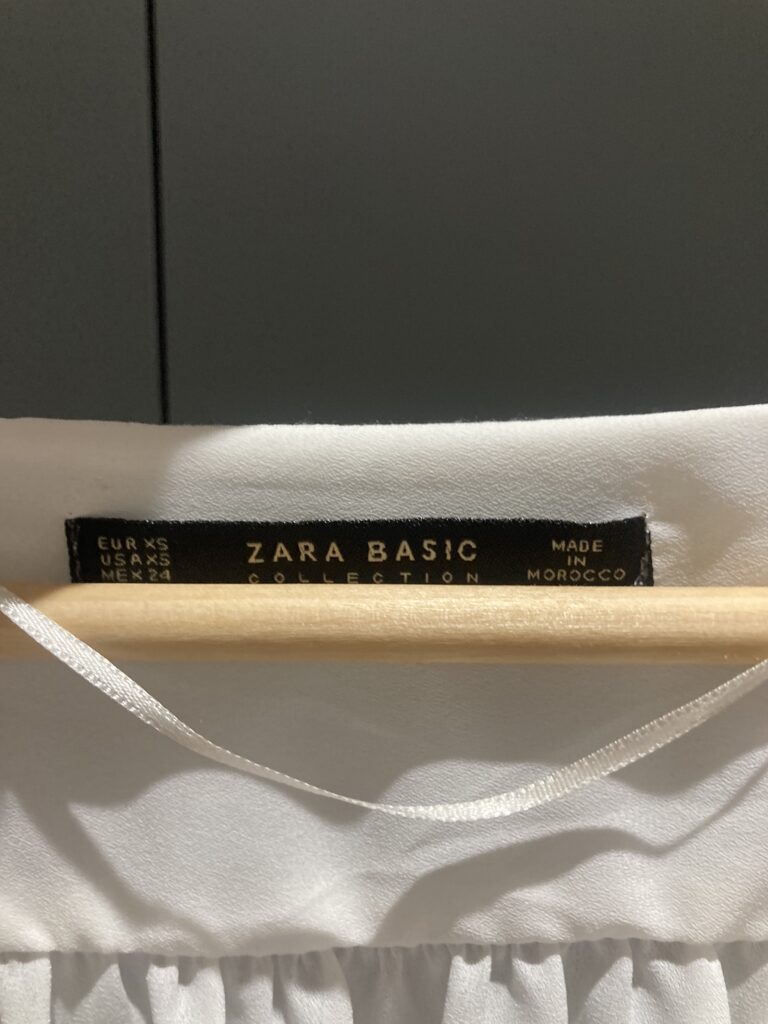 EUR XS
USA XS
MEX 24
ZARA BASIC
COLLECTION
MADE
IN
MOROCCO